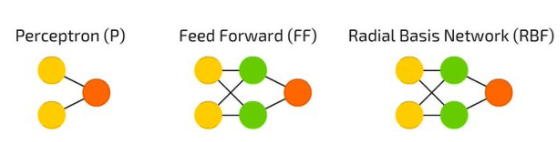 Perceptron (P)
Feed Forward (FF)
Radial Basis Network (RBF)